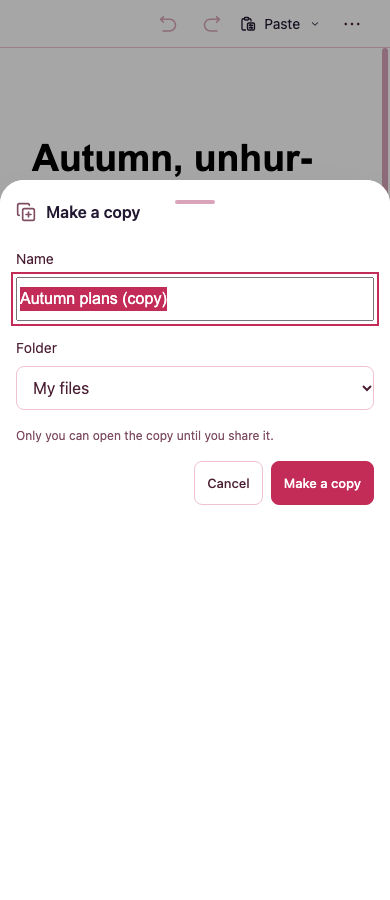 Paste
Autumn, unhur-
Make a copy
Name
Autumn plans (copy)
Folder
My files
Only you can open the copy until you share it.
Cancel
Make a copy